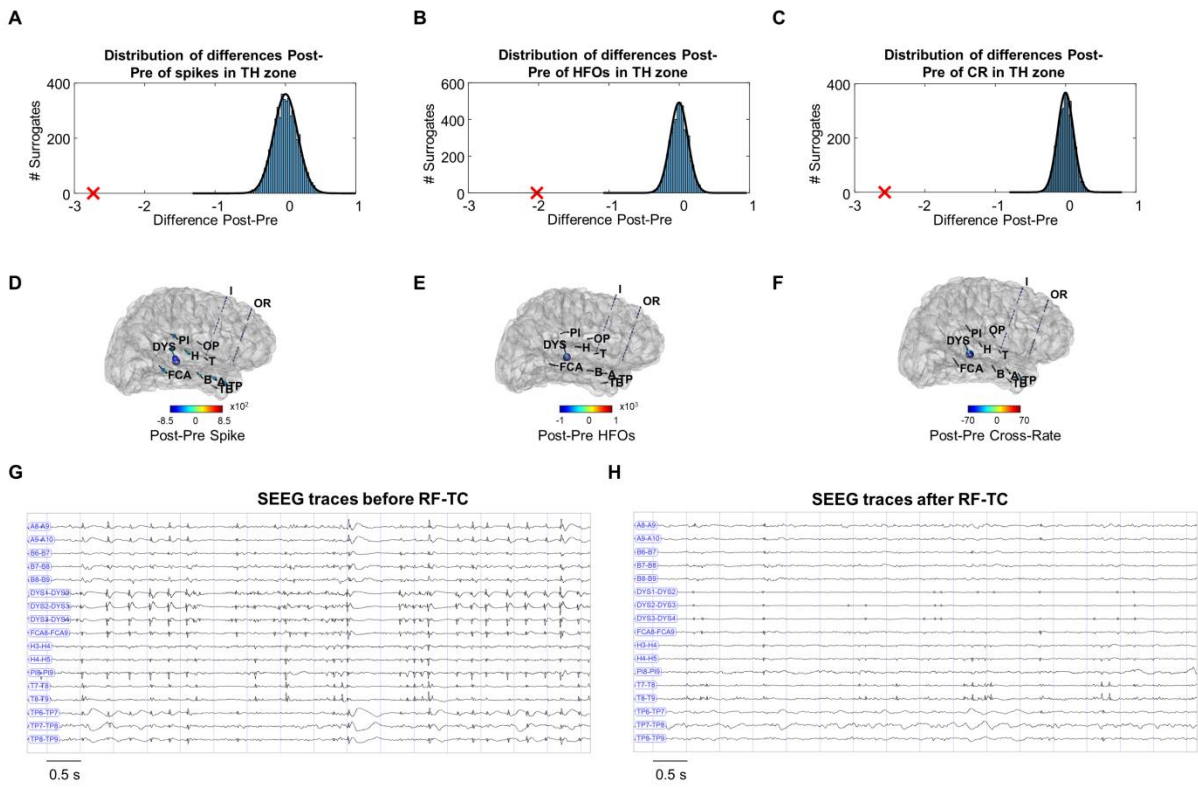 A
B
C
Distribution of differences Post-
Pre of spikes in TH zone
Distribution of differences Post-
Pre of HFOs in TH zone
Distribution of differences Post-
Pre of CR in TH zone
# Surrogates
400
200
0
-3
-2
-1
0
1
Difference Post-Pre
# Surrogates
600
400
200
0
-3
-2
-1
0
1
Difference Post-Pre
# Surrogates
400
200
0
-3
-2
-1
0
1
Difference Post-Pre
D
I
OR
PI
OP
DYS
H
T
FCA
B
A
TP
TB
x10²
-8.5
0
8.5
Post-Pre Spike
E
I
OR
PI
OP
DYS
H
T
FCA
B
A
TP
TB
x10³
-1
0
1
Post-Pre HFOs
F
I
OR
PI
OP
DYS
H
T
FCA
B
A
TP
TB
-70
0
70
Post-Pre Cross-Rate
G
SEEG traces before RF-TC
A8-A9
A9-A10
B6-B7
B7-B8
B8-B9
DYS1-DYS2
DYS2-DYS3
DYS3-DYS4
FCA8-FCA9
H3-H4
H4-H5
PI8-PI9
T7-T8
T8-T9
TP6-TP7
TP7-TP8
TP8-TP9
0.5 s
H
SEEG traces after RF-TC
A8-A9
A9-A10
B6-B7
B7-B8
B8-B9
DYS1-DYS2
DYS2-DYS3
DYS3-DYS4
FCA8-FCA9
H3-H4
H4-H5
PI8-PI9
T7-T8
T8-T9
TP6-TP7
TP7-TP8
TP8-TP9
0.5 s